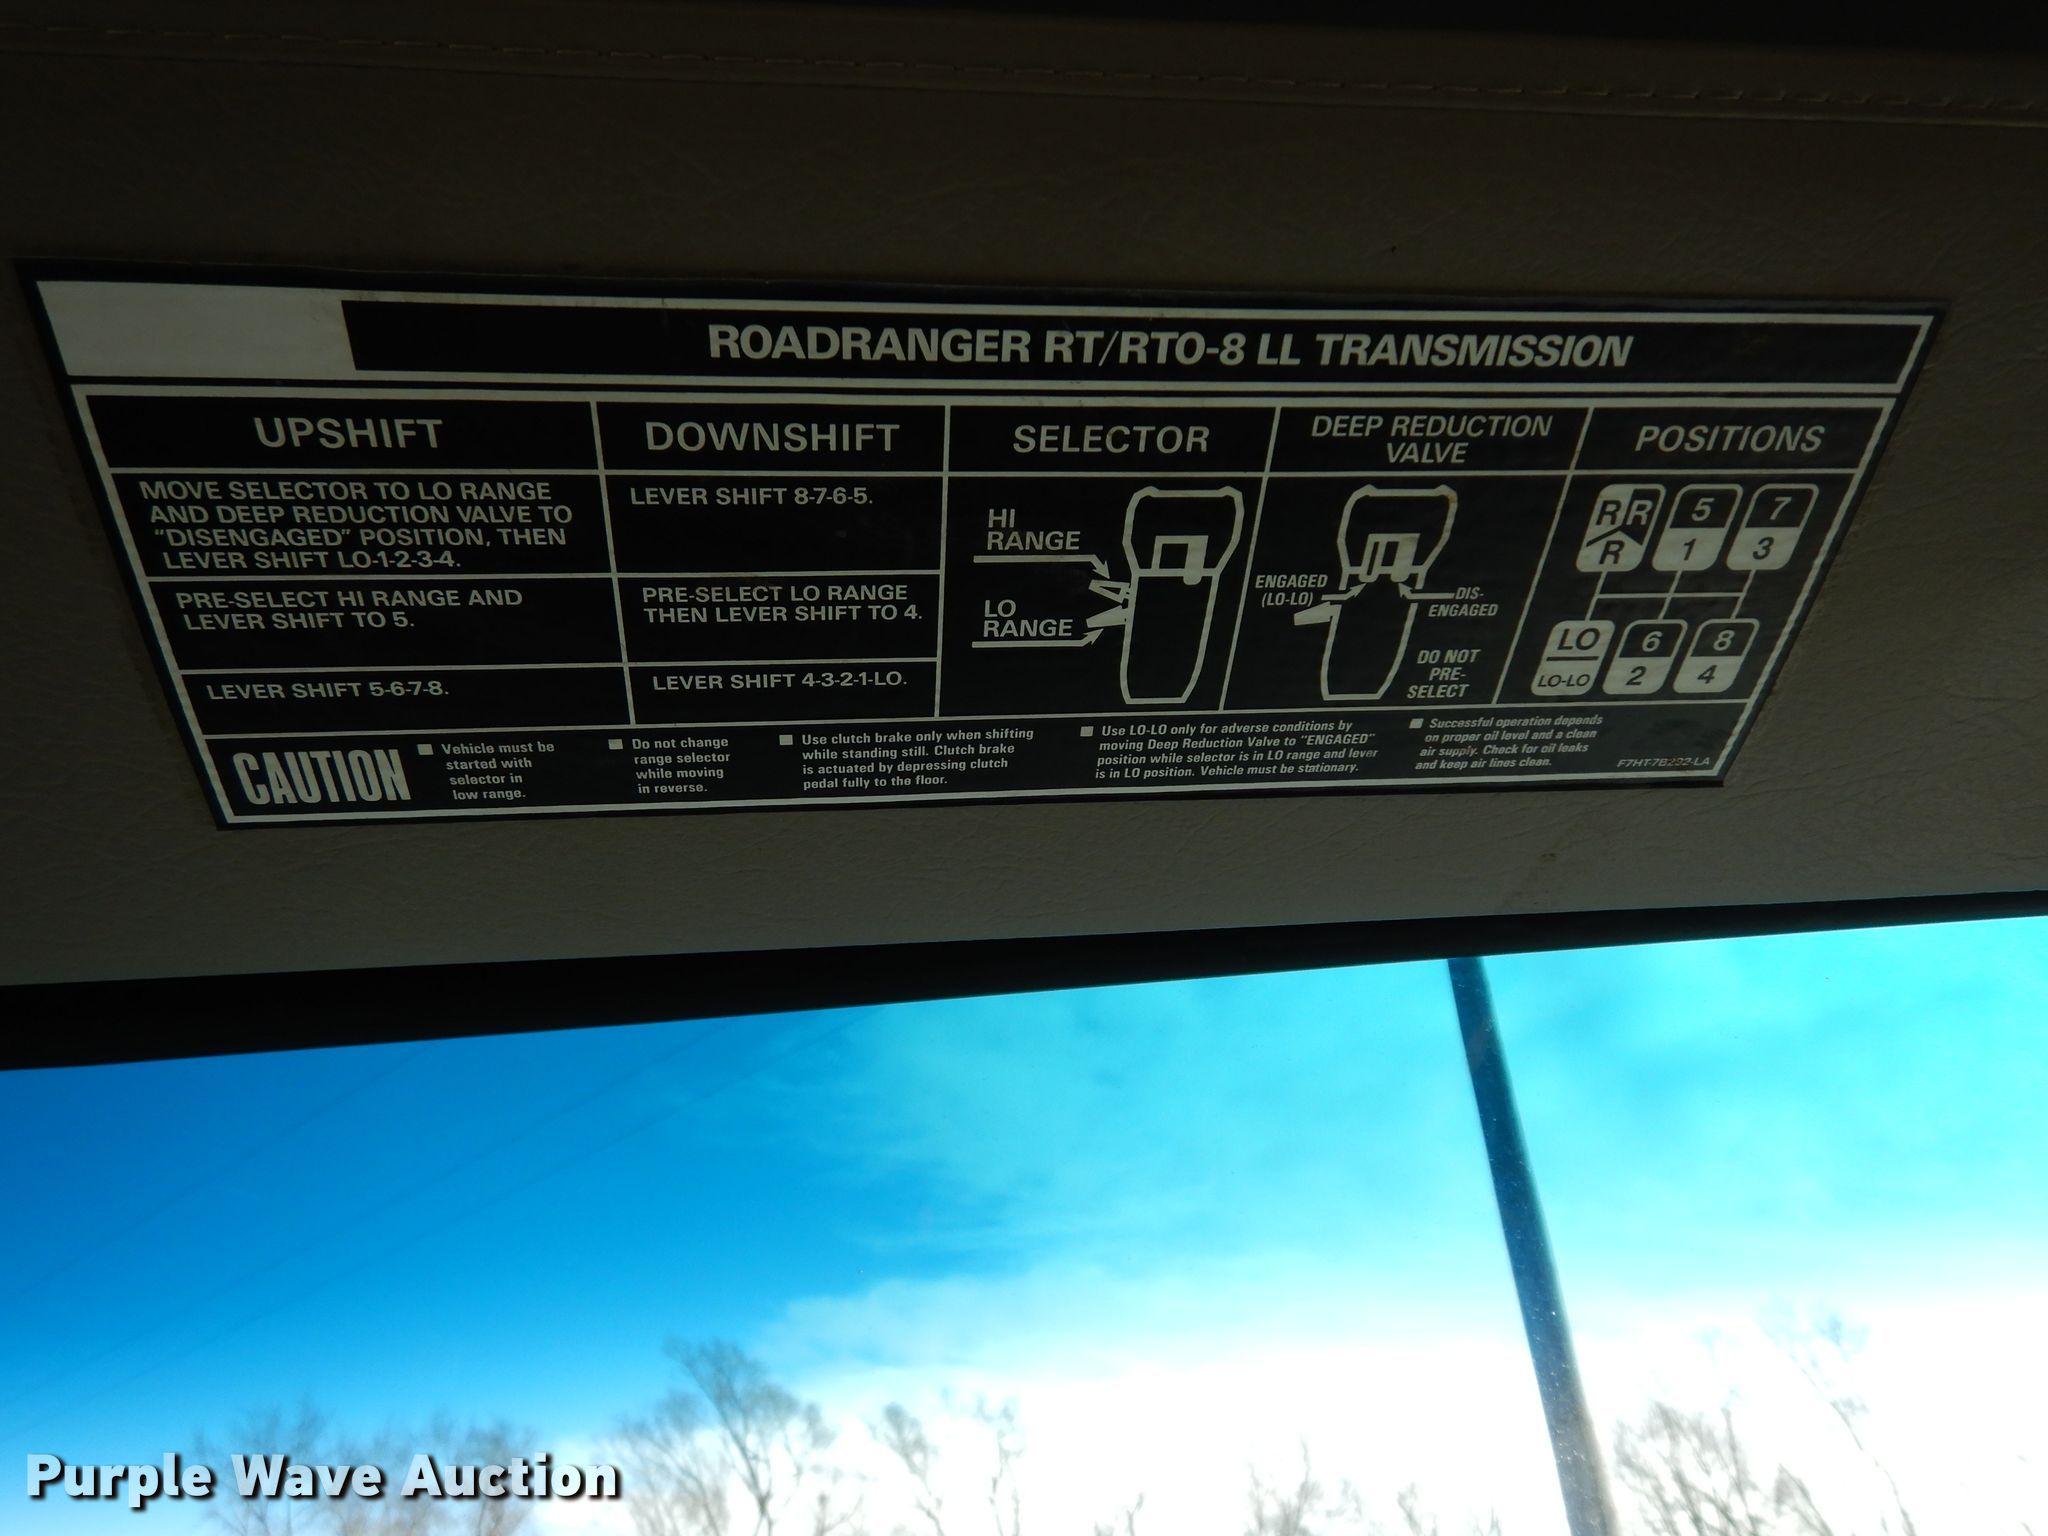 ROADRANGER RT/RTO-8 LL TRANSMISSION
UPSHIFT
MOVE SELECTOR TO LO RANGE
AND DEEP REDUCTION VALVE TO
"DISENGAGED" POSITION, THEN
LEVER SHIFT LO-1-2-3-4.
PRE-SELECT HI RANGE AND
LEVER SHIFT TO 5.
LEVER SHIFT 5-6-7-8.
DOWNSHIFT
LEVER SHIFT 8-7-6-5.
PRE-SELECT LO RANGE
THEN LEVER SHIFT TO 4.
LEVER SHIFT 4-3-2-1-LO.
SELECTOR
HI
RANGE
LO
RANGE
DEEP REDUCTION
VALVE
ENGAGED
(LO-LO)
DIS-
ENGAGED
DO NOT
PRE-
SELECT
POSITIONS
R R 5 7
R 1 3
LO 6 8
LO-LO 2 4
CAUTION
■ Vehicle must be
started with
selector in
low range.
■ Do not change
range selector
while moving
in reverse.
■ Use clutch brake only when shifting
while standing still. Clutch brake
is actuated by depressing clutch
pedal fully to the floor.
■ Use LO-LO only for adverse conditions by
moving Deep Reduction Valve to "ENGAGED"
position while selector is in LO range and lever
is in LO position. Vehicle must be stationary.
■ Successful operation depends
on proper oil level and a clean
air supply. Check for oil leaks
and keep air lines clean.
Purple Wave Auction